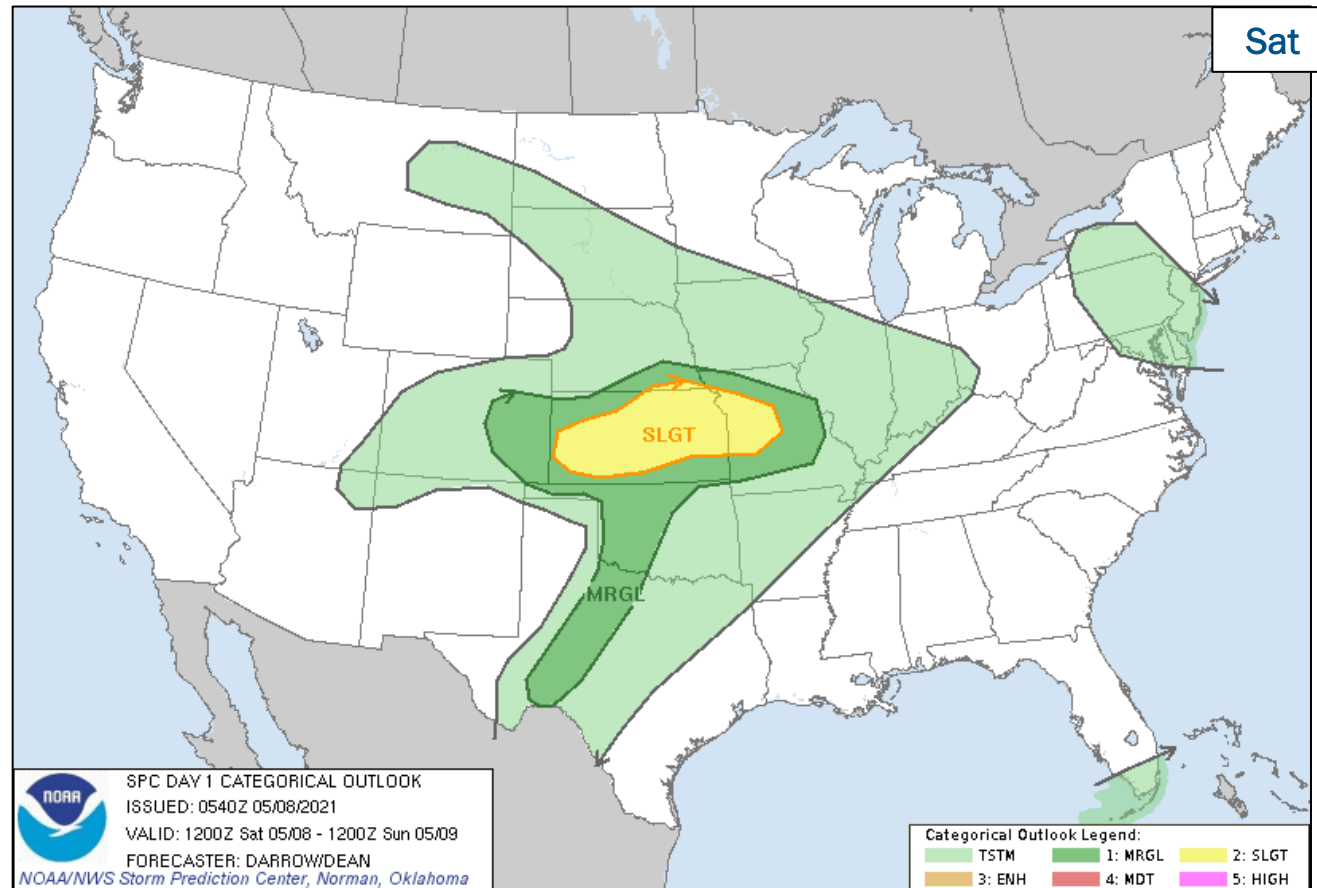 Sat
SLGT
MRGL
NOAA
SPC DAY 1 CATEGORICAL OUTLOOK
ISSUED: 0540Z 05/08/2021
VALID: 1200Z Sat 05/08 - 1200Z Sun 05/09
FORECASTER: DARROW/DEAN
NOAA/NWS Storm Prediction Center, Norman, Oklahoma
Categorical Outlook Legend:
TSTM 1: MRGL 2: SLGT
3: ENH 4: MDT 5: HIGH